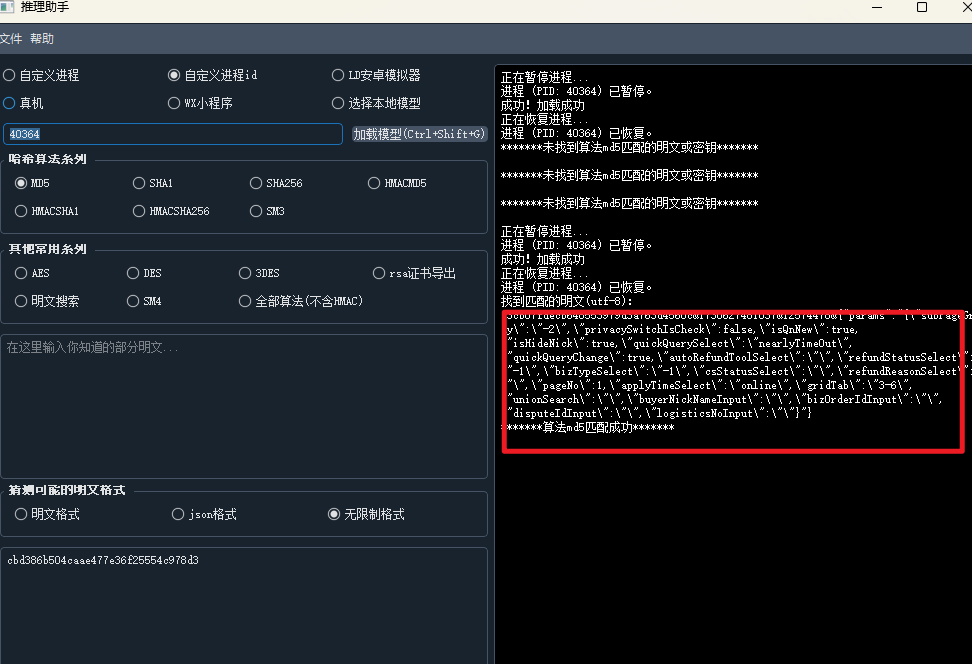 推理助手
文件 帮助
自定义进程 自定义进程id LD安卓模拟器
真机 WX小程序 选择本地模型
40364 加载模型(Ctrl+Shift+G)
哈希算法系列
MD5 SHA1 SHA256 HMACMD5
HMACSHA1 HMACSHA256 SM3
其他常用系列
AES DES 3DES rsa证书导出
明文搜索 SM4 全部算法(不含HMAC)
在这里输入你知道的部分明文...
猜测可能的明文格式
明文格式 json格式 无限制格式
cbd386b504caae477e36f25554c978d3
正在暂停进程...
进程 (PID: 40364) 已暂停。
成功! 加载成功
正在恢复进程...
进程 (PID: 40364) 已恢复。
*******未找到算法md5匹配的明文或密钥*******
*******未找到算法md5匹配的明文或密钥*******
*******未找到算法md5匹配的明文或密钥*******
正在暂停进程...
进程 (PID: 40364) 已暂停。
成功! 加载成功
正在恢复进程...
进程 (PID: 40364) 已恢复。
找到匹配的明文(utf-8):
y\":\"-2\",\"privacySwitchIsCheck\":false,\"isQnNew\":true,
"isHideNick\":true,\"quickQuerySelect\":\"nearlyTimeOut\",
"quickQueryChange\":true,\"autoRefundToolSelect\":\"\",\"refundStatusSelect\":
"-1\",\"bizTypeSelect\":\"-1\",\"csStatusSelect\":\"\",\"refundReasonSelect\":
"\",\"pageNo\":1,\"applyTimeSelect\":\"online\",\"gridTab\":\"3-6\",
"unionSearch\":\"\",\"buyerNickNameInput\":\"\",\"bizOrderIdInput\":\"\",
"disputeIdInput\":\"\",\"logisticsNoInput\":\"\"}"}
*******算法md5匹配成功*******